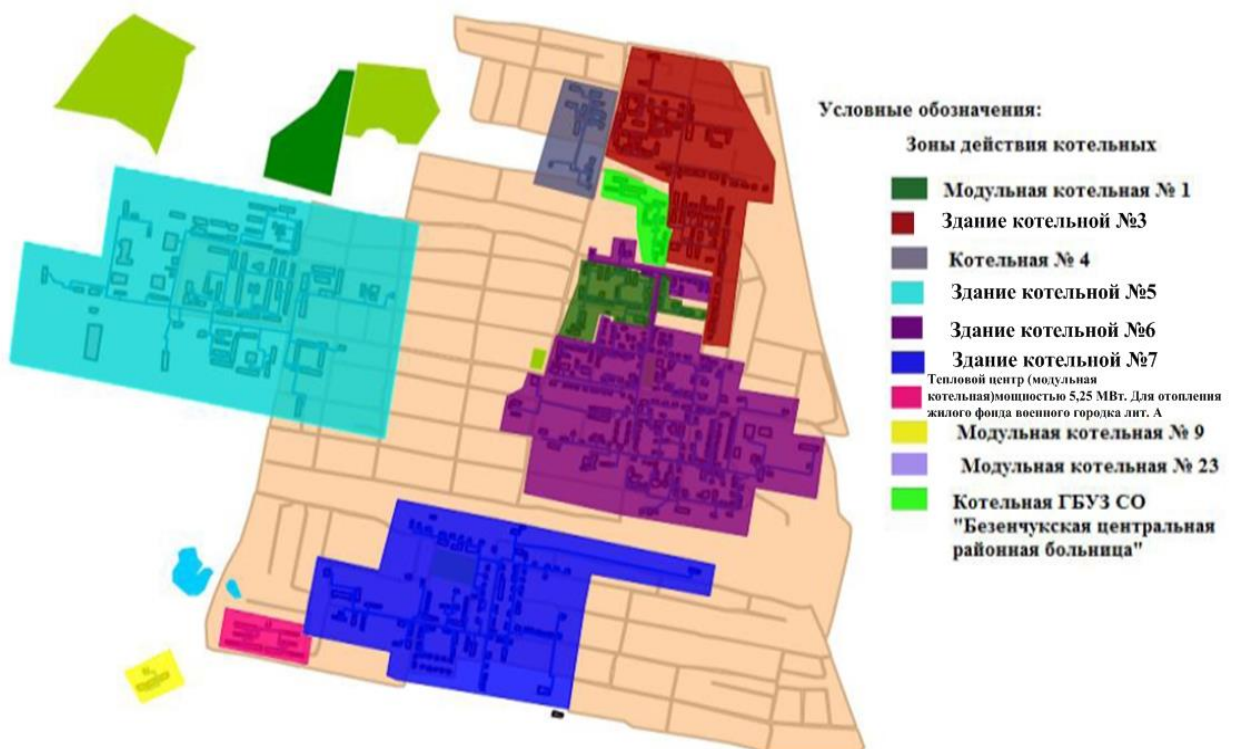 Условные обозначения:
Зоны действия котельных
Модульная котельная № 1
Здание котельной №3
Котельная № 4
Здание котельной №5
Здание котельной №6
Здание котельной №7
Тепловой центр (модульная
котельная)мощностью 5,25 МВт. Для отопления
жилого фонда военного городка лит. А
Модульная котельная № 9
Модульная котельная № 23
Котельная ГБУЗ СО
"Безенчукская центральная
районная больница"